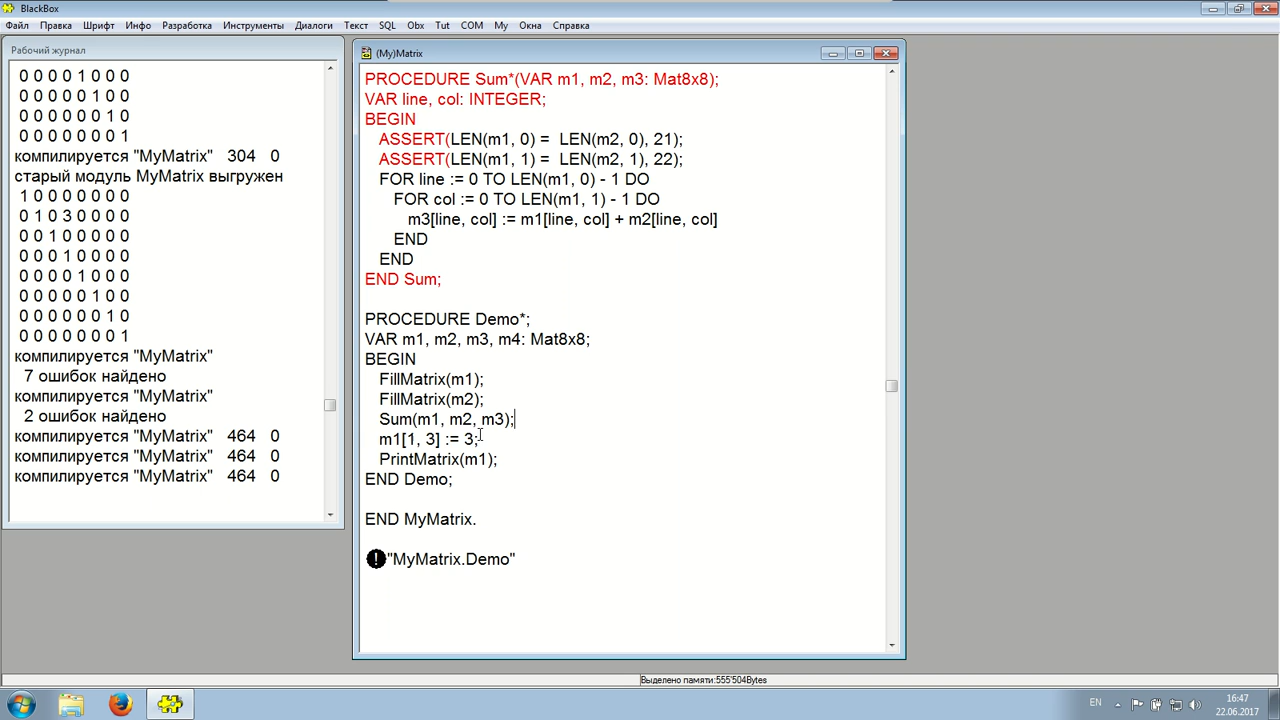 BlackBox
Файл Правка Шрифт Инфо Разработка Инструменты Диалоги Текст SQL Obx Tut COM My Окна Справка
Рабочий журнал
0 0 0 0 1 0 0 0
0 0 0 0 0 1 0 0
0 0 0 0 0 0 1 0
0 0 0 0 0 0 0 1
компилируется "MyMatrix" 304 0
старый модуль MyMatrix выгружен
1 0 0 0 0 0 0 0
0 1 0 3 0 0 0 0
0 0 1 0 0 0 0 0
0 0 0 1 0 0 0 0
0 0 0 0 1 0 0 0
0 0 0 0 0 1 0 0
0 0 0 0 0 0 1 0
0 0 0 0 0 0 0 1
компилируется "MyMatrix"
7 ошибок найдено
компилируется "MyMatrix"
2 ошибок найдено
компилируется "MyMatrix" 464 0
компилируется "MyMatrix" 464 0
компилируется "MyMatrix" 464 0
(My)Matrix
PROCEDURE Sum*(VAR m1, m2, m3: Mat8x8);
VAR line, col: INTEGER;
BEGIN
ASSERT(LEN(m1, 0) = LEN(m2, 0), 21);
ASSERT(LEN(m1, 1) = LEN(m2, 1), 22);
FOR line := 0 TO LEN(m1, 0) - 1 DO
FOR col := 0 TO LEN(m1, 1) - 1 DO
m3[line, col] := m1[line, col] + m2[line, col]
END
END
END Sum;
PROCEDURE Demo*;
VAR m1, m2, m3, m4: Mat8x8;
BEGIN
FillMatrix(m1);
FillMatrix(m2);
Sum(m1, m2, m3);
m1[1, 3] := 3;
PrintMatrix(m1);
END Demo;
END MyMatrix.
! "MyMatrix.Demo"
Выделено памяти:555'504Bytes
EN
16:47
22.06.2017